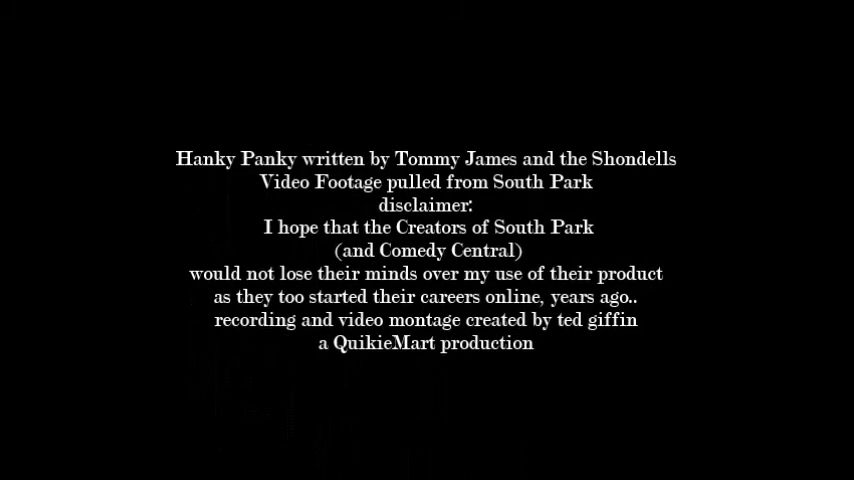 Hanky Panky written by Tommy James and the Shondells
Video Footage pulled from South Park
disclaimer:
I hope that the Creators of South Park
(and Comedy Central)
would not lose their minds over my use of their product
as they too started their careers online, years ago..
recording and video montage created by ted giffin
a QuikieMart production